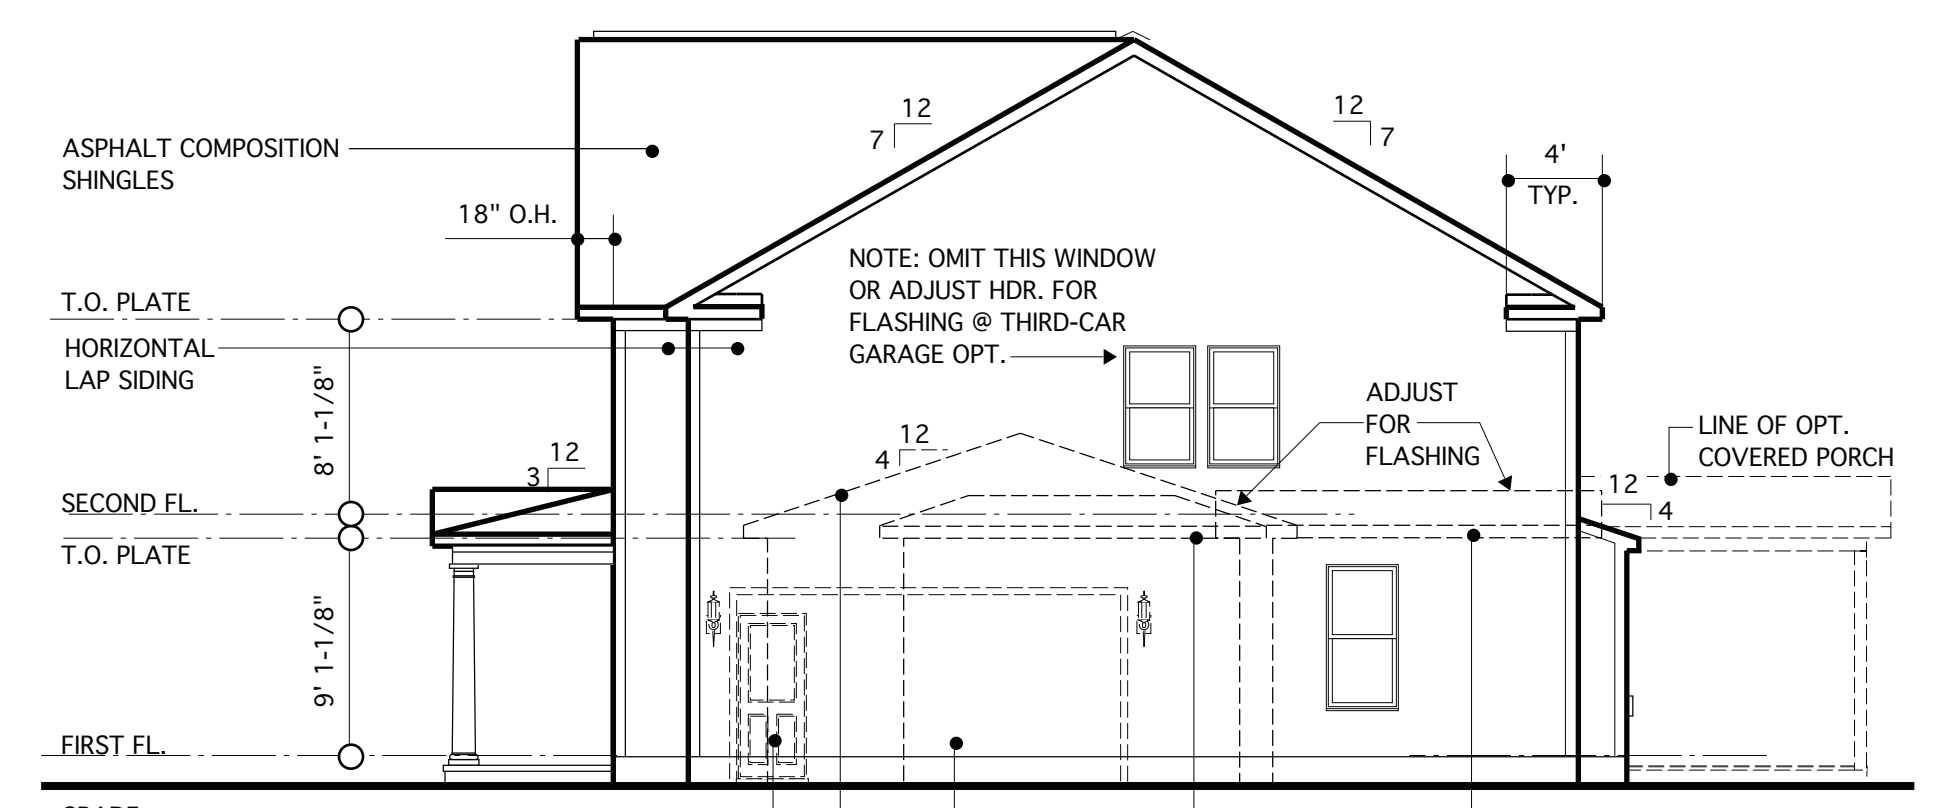 12
7
12
7
4'
TYP.
ASPHALT COMPOSITION
SHINGLES
18" O.H.
NOTE: OMIT THIS WINDOW
OR ADJUST HDR. FOR
FLASHING @ THIRD-CAR
GARAGE OPT.
T.O. PLATE
HORIZONTAL
LAP SIDING
8' 1-1/8"
ADJUST
FOR
FLASHING
LINE OF OPT.
COVERED PORCH
12
4
12
3
12
4
SECOND FL.
T.O. PLATE
9' 1-1/8"
FIRST FL.